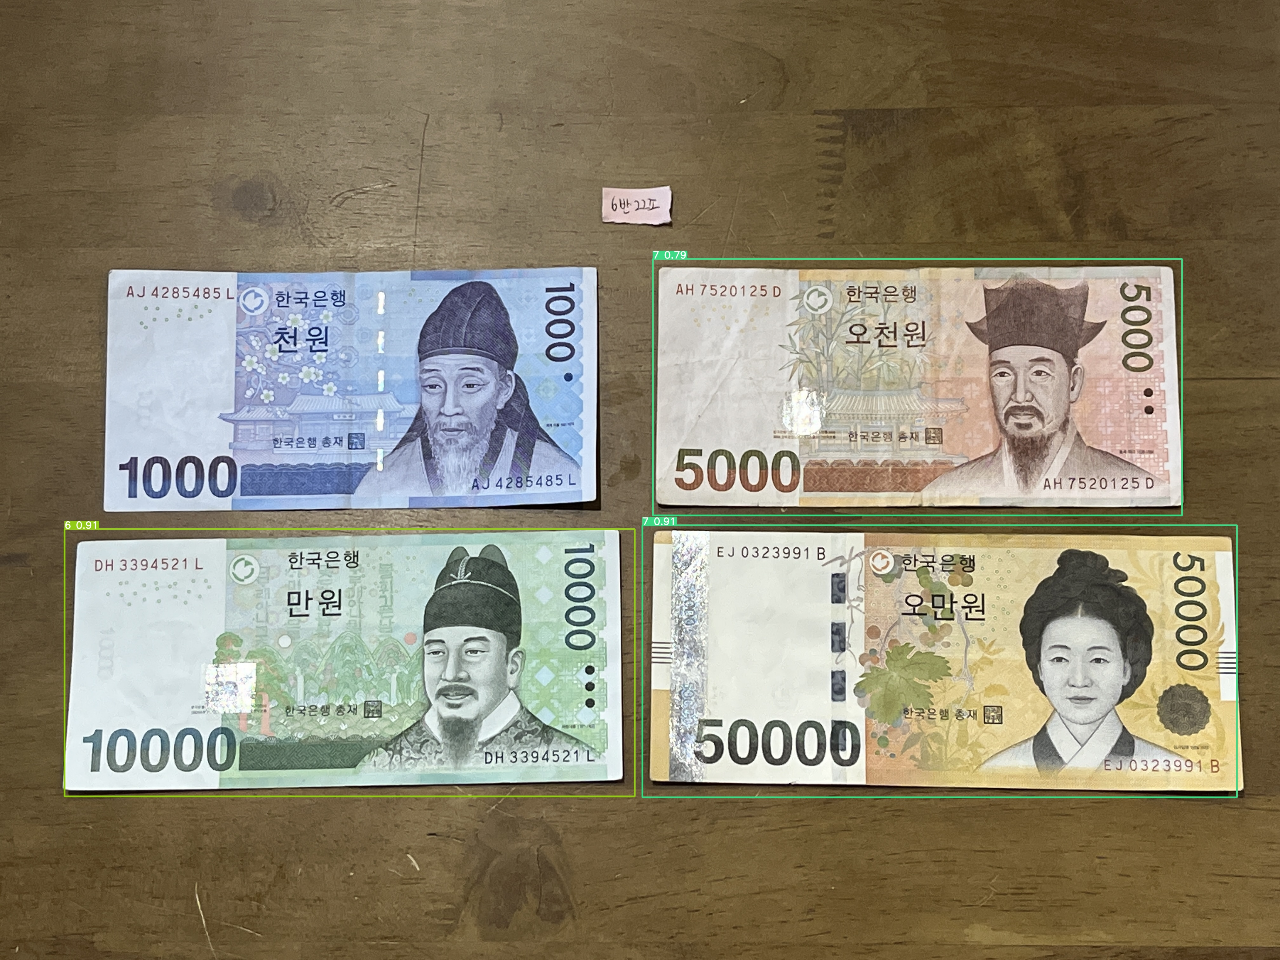 6반 22조
7 0.79
AJ 4285485 L
한국은행
천원
1000
한국은행 총재
1000
AJ 4285485 L
AH 7520125 D
한국은행
오천원
5000
한국은행 총재
5000
AH 7520125 D
6 0.91
DH 3394521 L
한국은행
만원
10000
한국은행 총재
10000
DH 3394521 L
7 0.91
EJ 0323991 B
한국은행
오만원
50000
한국은행 총재
50000
EJ 0323991 B